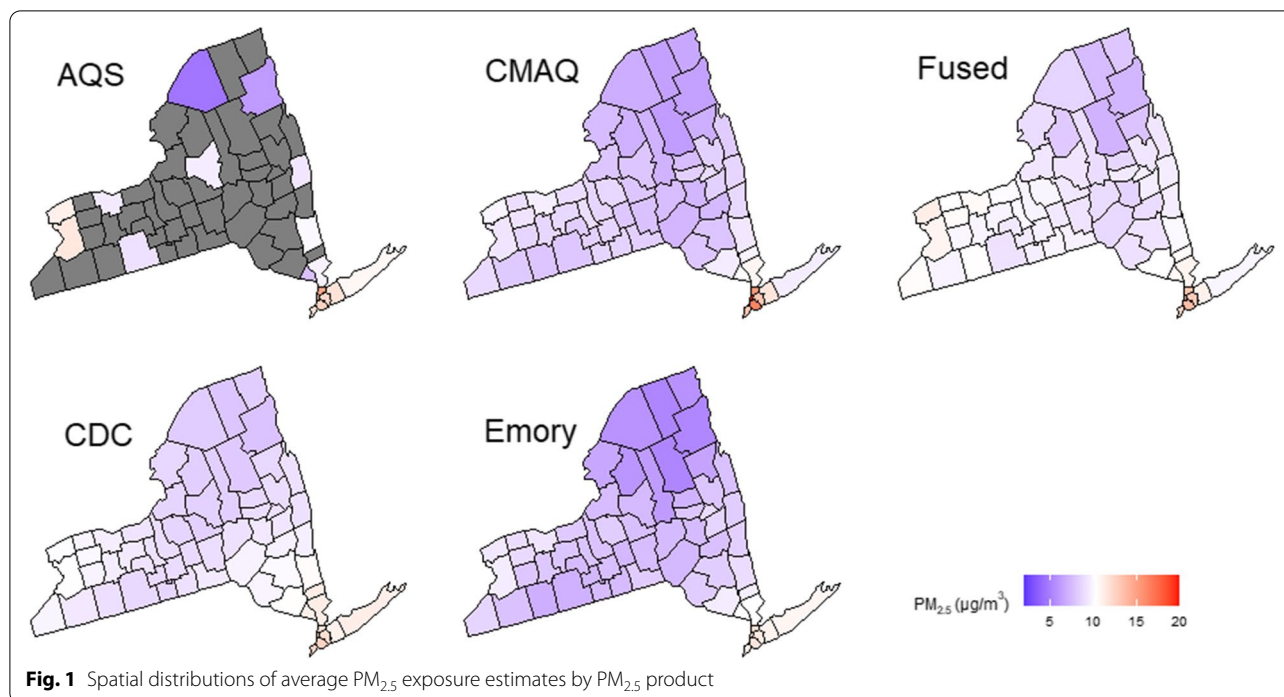 AQS
CMAQ
Fused
CDC
Emory
PM2.5 (µg/m³)
5 10 15 20
Fig. 1 Spatial distributions of average PM2.5 exposure estimates by PM2.5 product